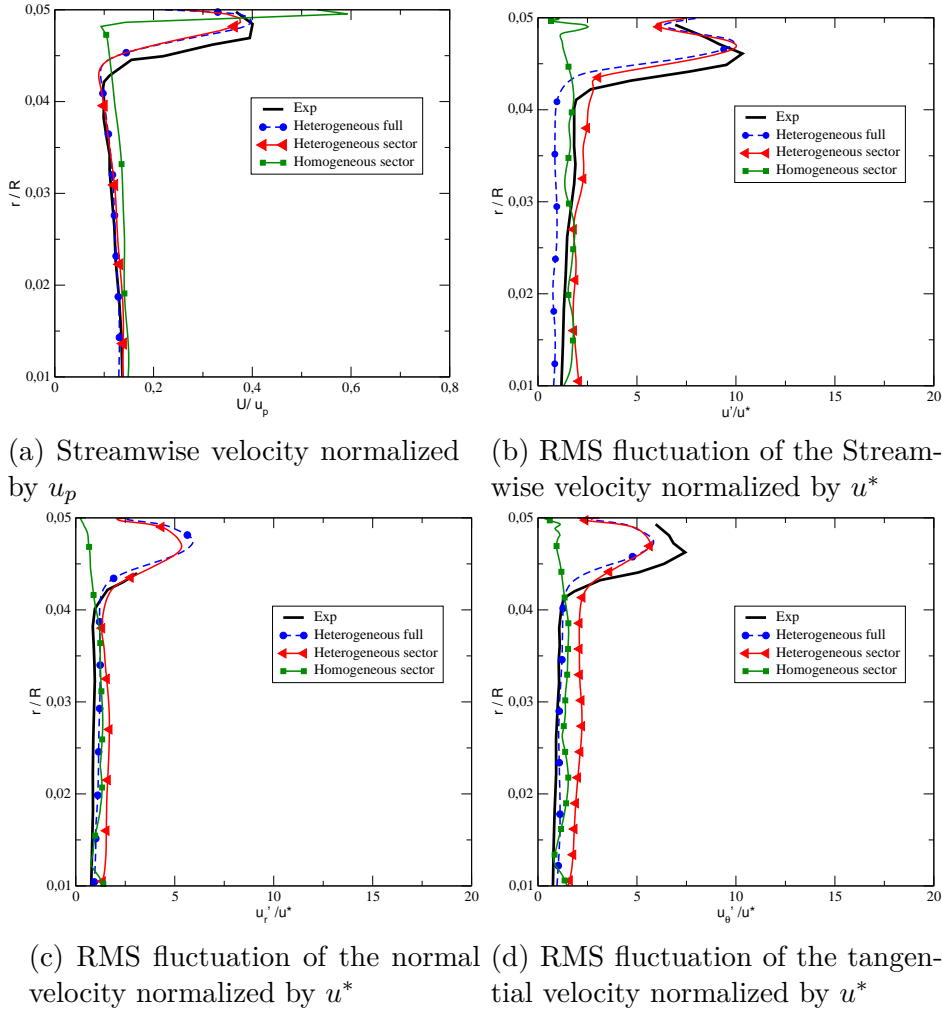 0,05
0,04
0,03
0,02
0,01
r / R
0
0,2
0,4
0,6
0,8
U/ u_p
Exp
Heterogeneous full
Heterogeneous sector
Homogeneous sector
(a) Streamwise velocity normalized
by u_p
0,05
0,04
0,03
0,02
0,01
r / R
0
5
10
15
20
u'/u*
Exp
Heterogeneous full
Heterogeneous sector
Homogeneous sector
(b) RMS fluctuation of the Stream-
wise velocity normalized by u*
0,05
0,04
0,03
0,02
0,01
r / R
0
5
10
15
20
u_r'/u*
Exp
Heterogeneous full
Heterogeneous sector
Homogeneous sector
(c) RMS fluctuation of the normal
velocity normalized by u*
0,05
0,04
0,03
0,02
0,01
r / R
0
5
10
15
20
u_θ'/u*
Exp
Heterogeneous full
Heterogeneous sector
Homogeneous sector
(d) RMS fluctuation of the tangen-
tial velocity normalized by u*